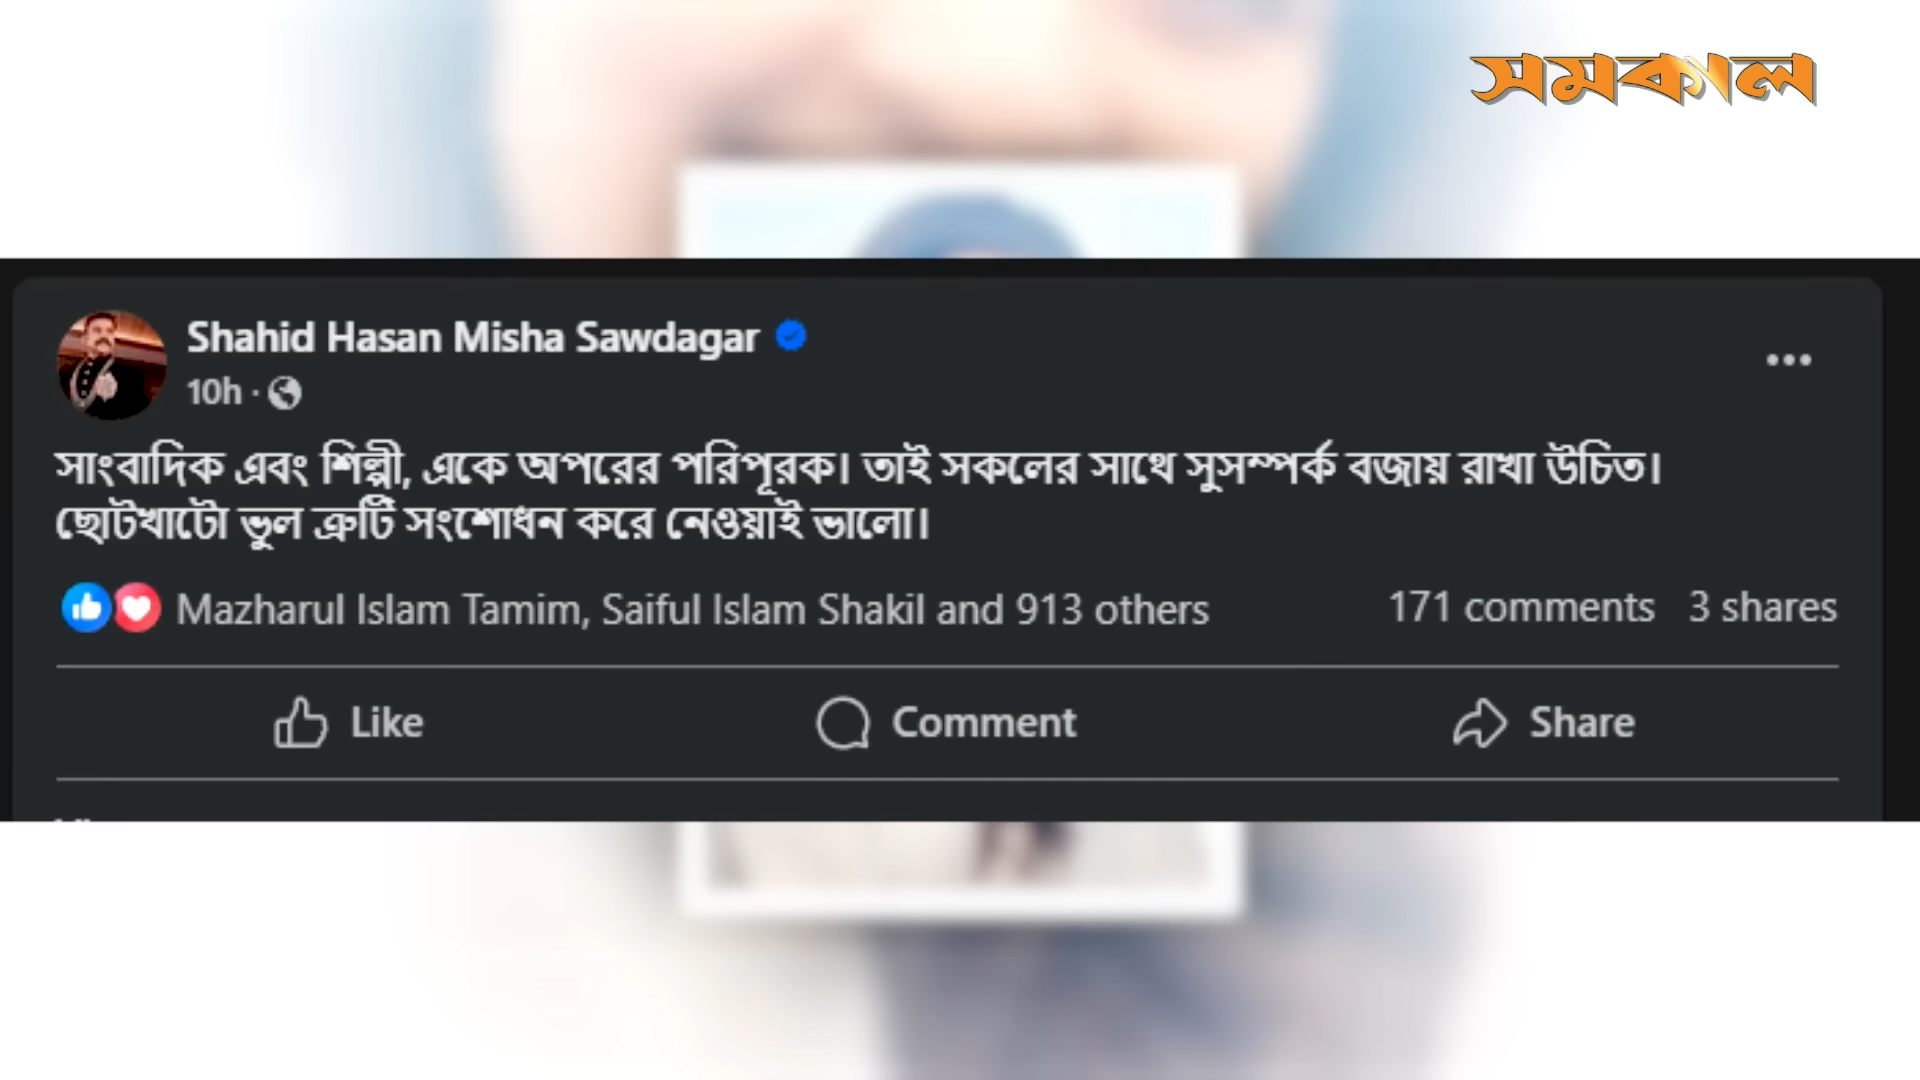 সমকাল
Shahid Hasan Misha Sawdagar
10h ·
সাংবাদিক এবং শিল্পী, একে অপরের পরিপূরক। তাই সকলের সাথে সুসম্পর্ক বজায় রাখা উচিত।
ছোটখাটো ভুল ত্রুটি সংশোধন করে নেওয়াই ভালো।
Mazharul Islam Tamim, Saiful Islam Shakil and 913 others 171 comments 3 shares
Like Comment Share